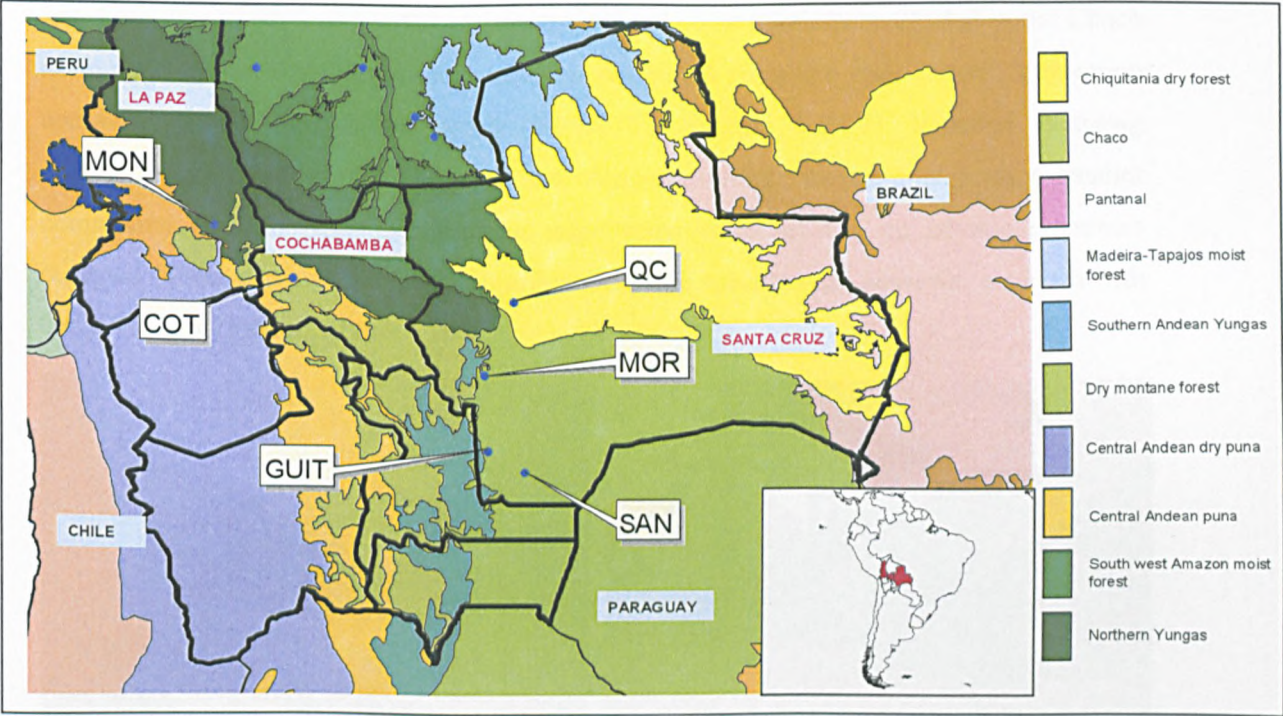 PERU
LA PAZ
MON
COCHABAMBA
BRAZIL
QC
COT
SANTA CRUZ
MOR
GUIT
SAN
CHILE
PARAGUAY
Chiquitania dry forest
Chaco
Pantanal
Madeira-Tapajos moist
forest
Southern Andean Yungas
Dry montane forest
Central Andean dry puna
Central Andean puna
South west Amazon moist
forest
Northern Yungas